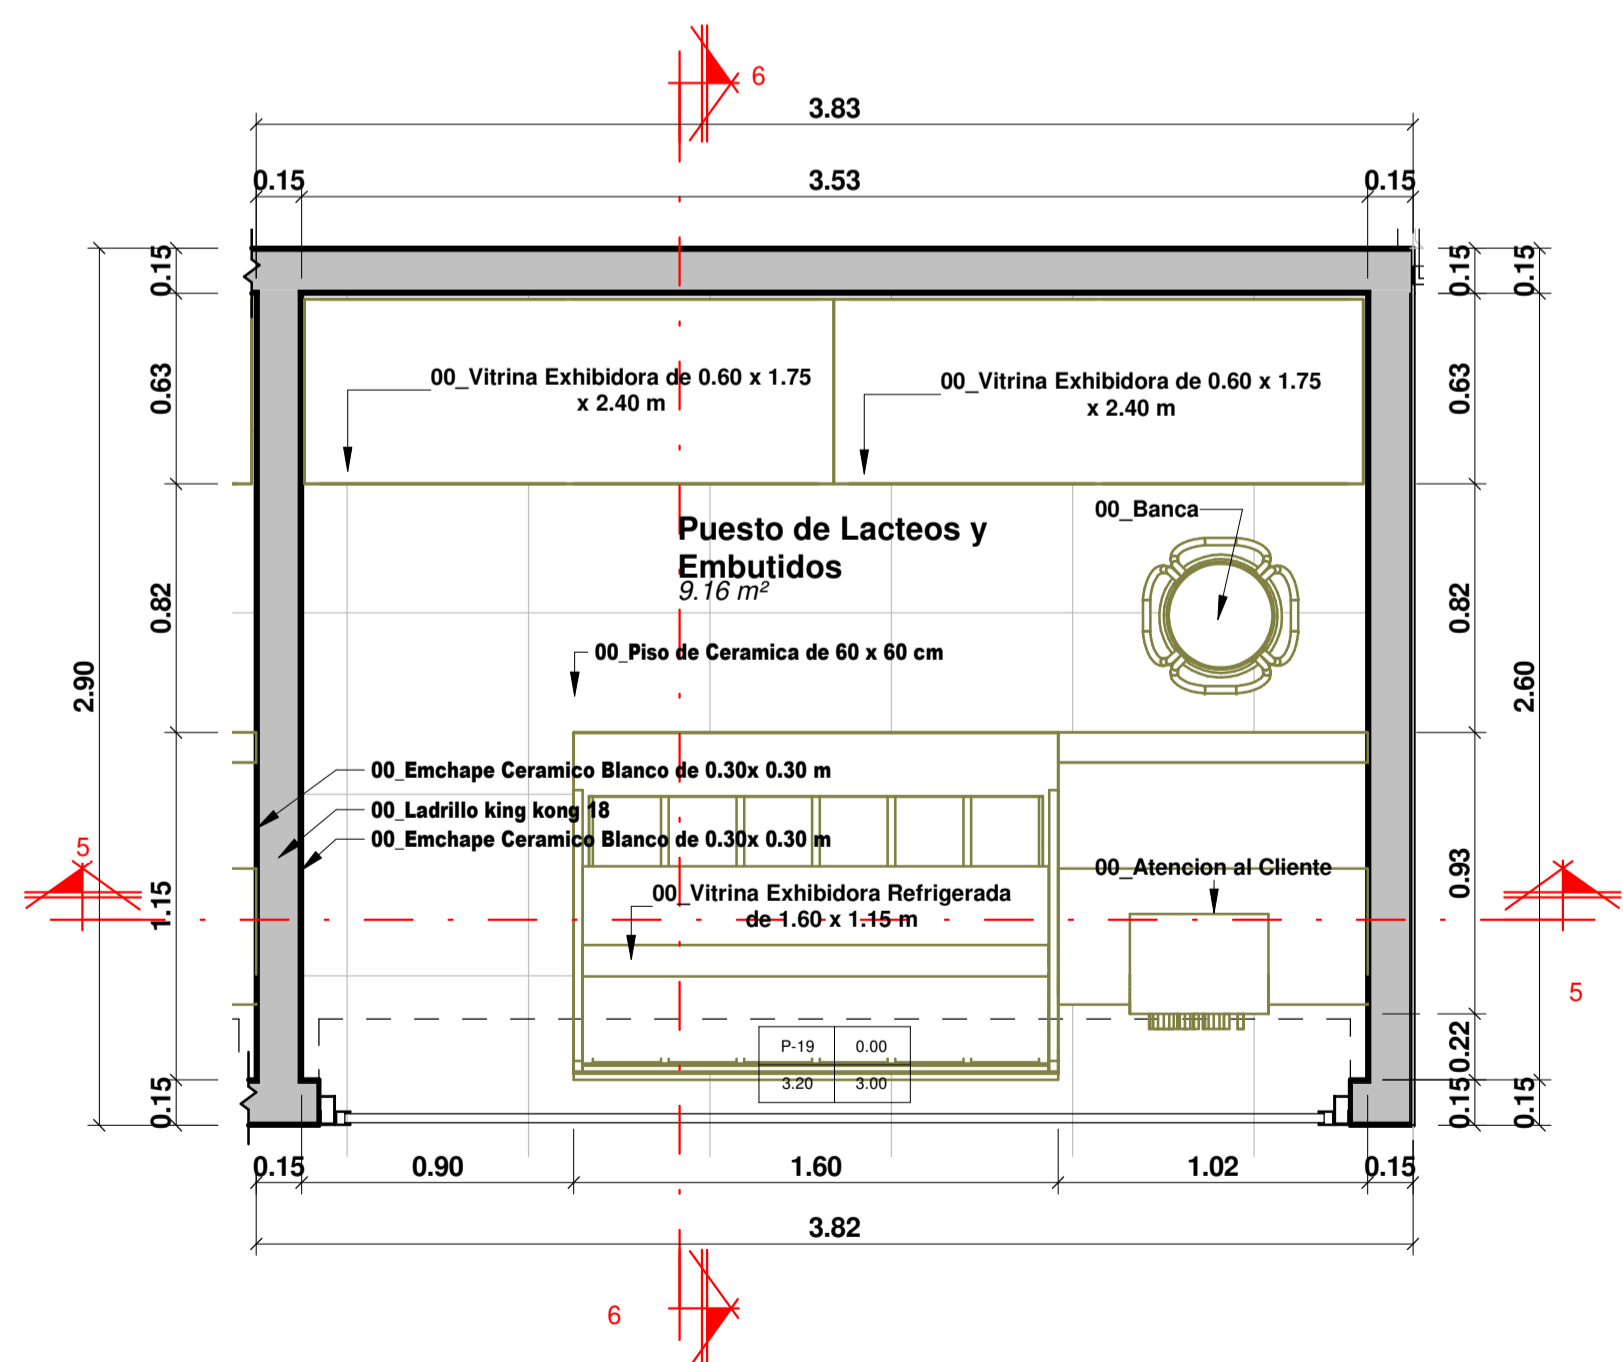 6
3.83
0.15
3.53
0.15
0.15
0.15
0.15
0.63
0.63
00_Vitrina Exhibidora de 0.60 x 1.75
x 2.40 m
00_Vitrina Exhibidora de 0.60 x 1.75
x 2.40 m
00_Banca
Puesto de Lacteos y
Embutidos
9.16 m²
0.82
0.82
00_Piso de Ceramica de 60 x 60 cm
2.90
2.60
00_Emchape Ceramico Blanco de 0.30x 0.30 m
00_Ladrillo king kong 18
00_Emchape Ceramico Blanco de 0.30x 0.30 m
5
00_Atencion al Cliente
0.93
1.15
00_Vitrina Exhibidora Refrigerada
de 1.60 x 1.15 m
5
P-19
0.00
3.20
3.00
0.22
0.15
0.15
0.15
0.15
0.90
1.60
1.02
0.15
3.82
6